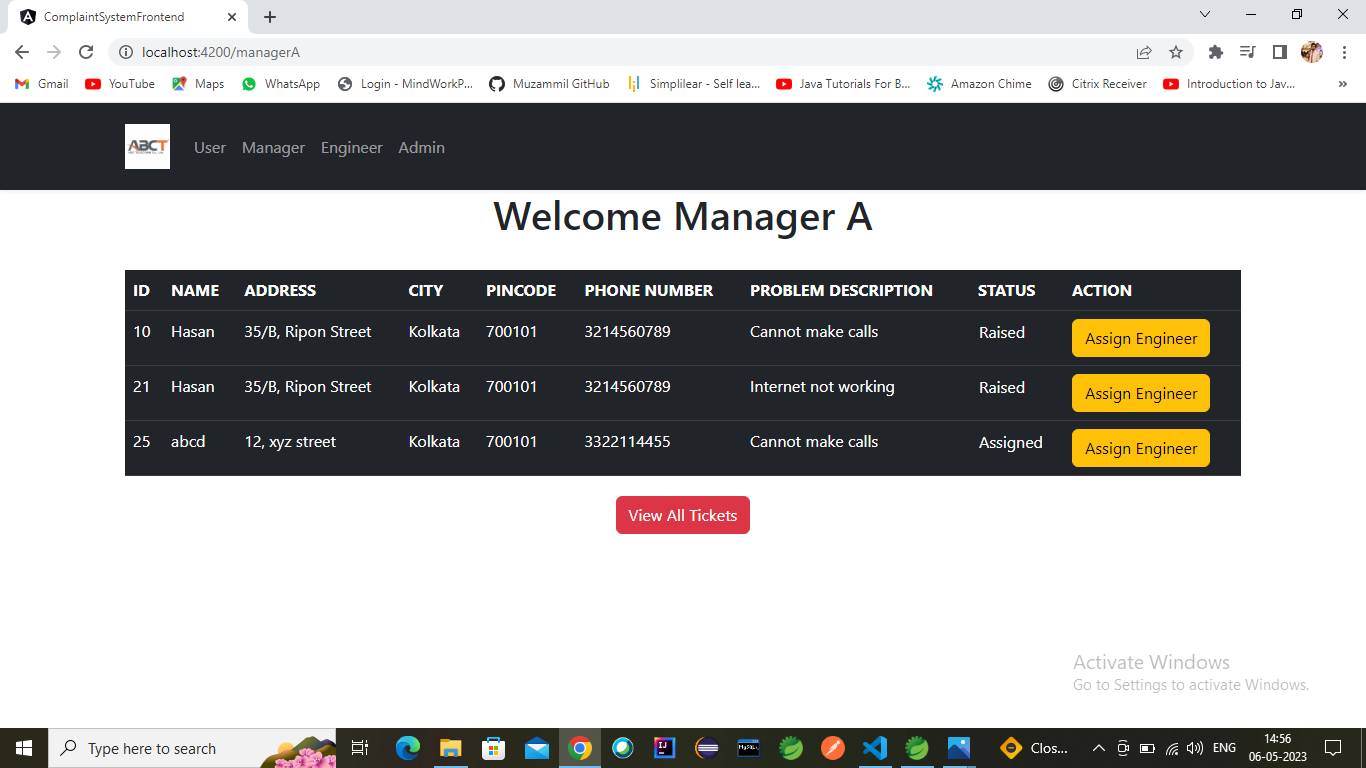 ComplaintSystemFrontend
localhost:4200/managerA
Gmail YouTube Maps WhatsApp Login - MindWorkP... Muzammil GitHub Simplilear - Self lea... Java Tutorials For B... Amazon Chime Citrix Receiver Introduction to Jav... »
ABCT User Manager Engineer Admin
Welcome Manager A
ID NAME ADDRESS CITY PINCODE PHONE NUMBER PROBLEM DESCRIPTION STATUS ACTION
10 Hasan 35/B, Ripon Street Kolkata 700101 3214560789 Cannot make calls Raised Assign Engineer
21 Hasan 35/B, Ripon Street Kolkata 700101 3214560789 Internet not working Raised Assign Engineer
25 abcd 12, xyz street Kolkata 700101 3322114455 Cannot make calls Assigned Assign Engineer
View All Tickets
Activate Windows
Go to Settings to activate Windows.
Type here to search Clos... ENG 14:56
06-05-2023